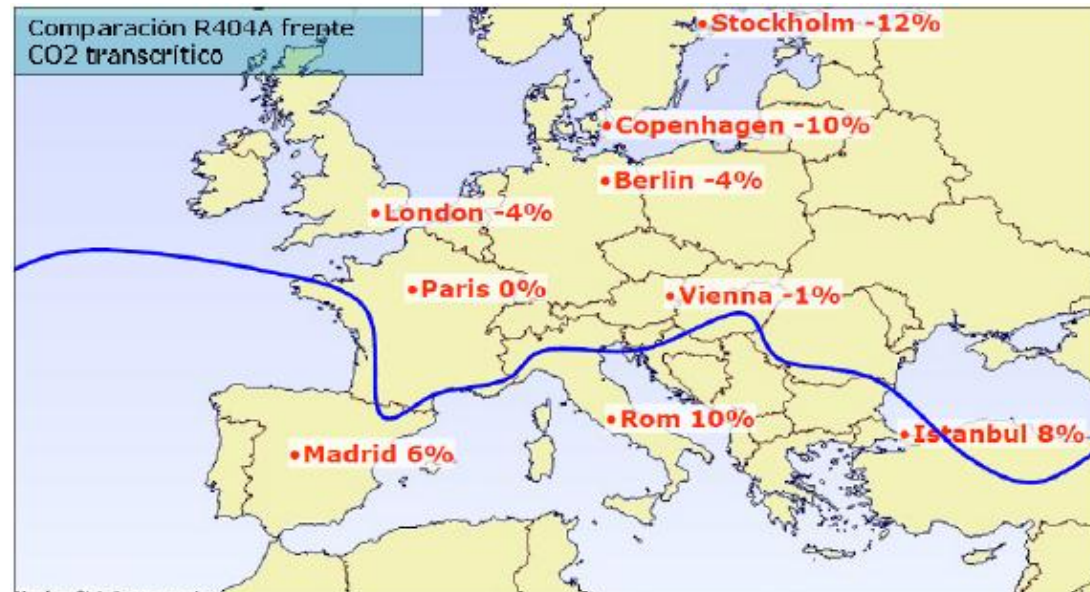 Comparación R404A frente
CO2 transcrítico
Stockholm -12%
Copenhagen -10%
Berlin -4%
London -4%
Paris 0%
Vienna -1%
Rom 10%
Istanbul 8%
Madrid 6%